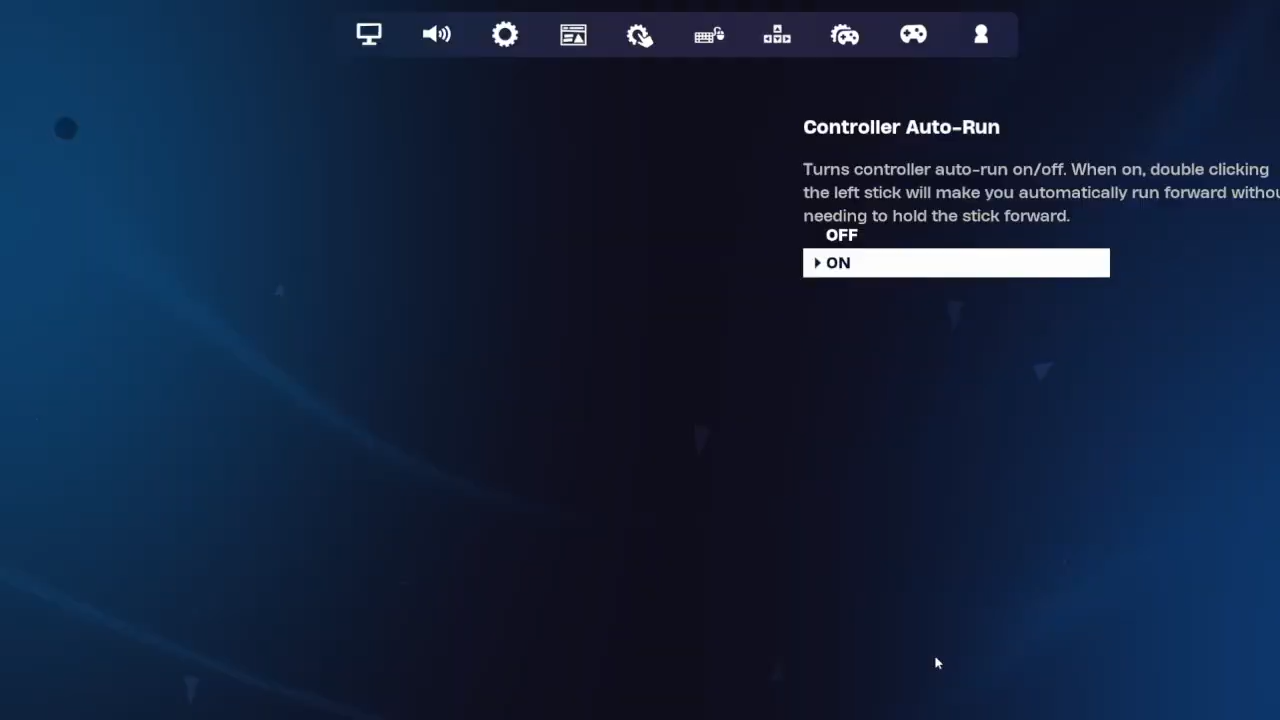 Controller Auto-Run
Turns controller auto-run on/off. When on, double clicking
the left stick will make you automatically run forward
needing to hold the stick forward.
OFF
ON